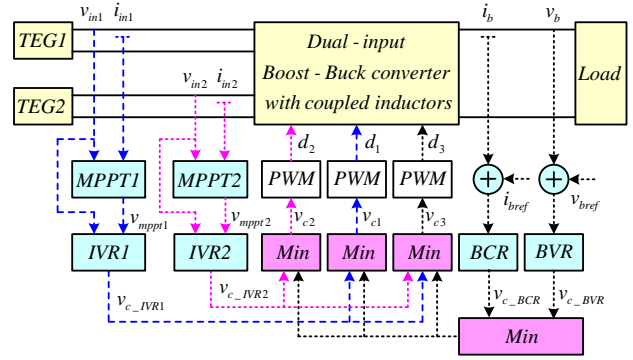 v_in1 i_in1 i_b v_b
TEG1
Dual - input
Boost - Buck converter
with coupled inductors
Load
v_in2 i_in2
TEG2
d_2 d_1 d_3
MPPT1 MPPT2 PWM PWM PWM + +
i_bref v_bref
v_mppt1 v_mppt2 v_c2 v_c1 v_c3
IVR1 IVR2 Min Min Min BCR BVR
v_c_IVR1 v_c_IVR2 v_c_BCR v_c_BVR
Min